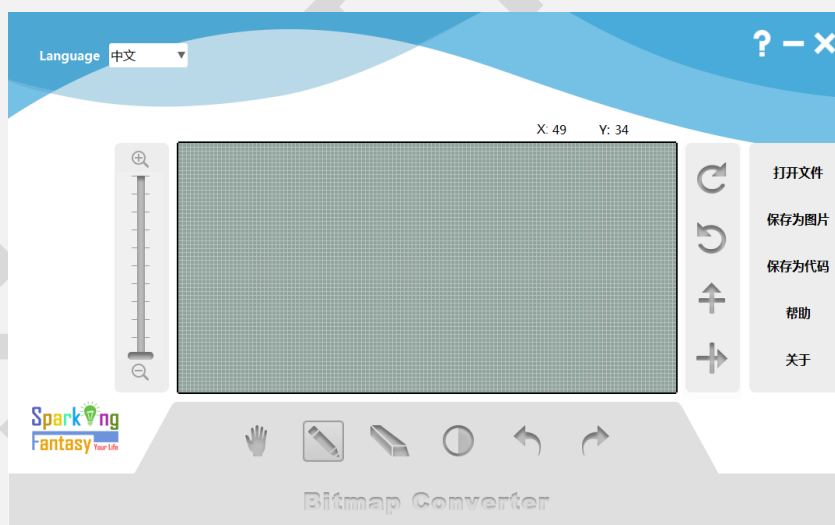 Language 中文
X: 49 Y: 34
打开文件
保存为图片
保存为代码
帮助
关于
Sparking
Fantasy Your Life
Bitmap Converter